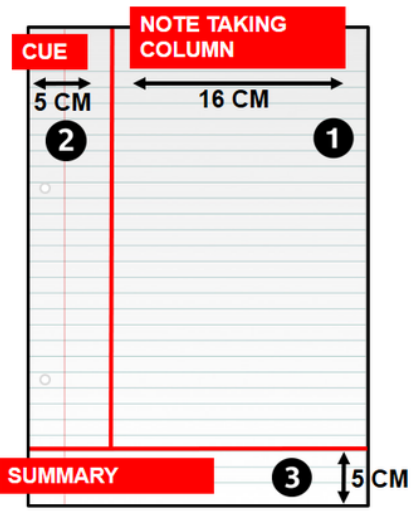 NOTE TAKING
COLUMN
CUE
5 CM
16 CM
2
1
SUMMARY
3
5 CM